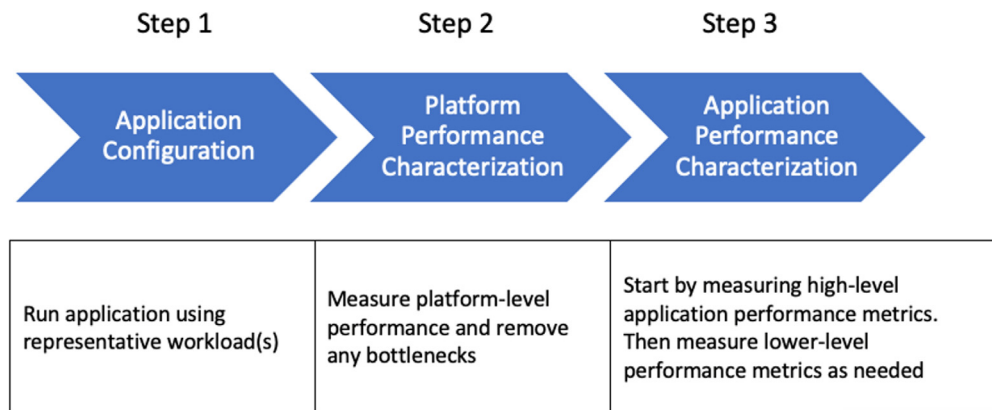 Step 1
Step 2
Step 3
Application
Configuration
Platform
Performance
Characterization
Application
Performance
Characterization
Run application using
representative workload(s)
Measure platform-level
performance and remove
any bottlenecks
Start by measuring high-level
application performance metrics.
Then measure lower-level
performance metrics as needed